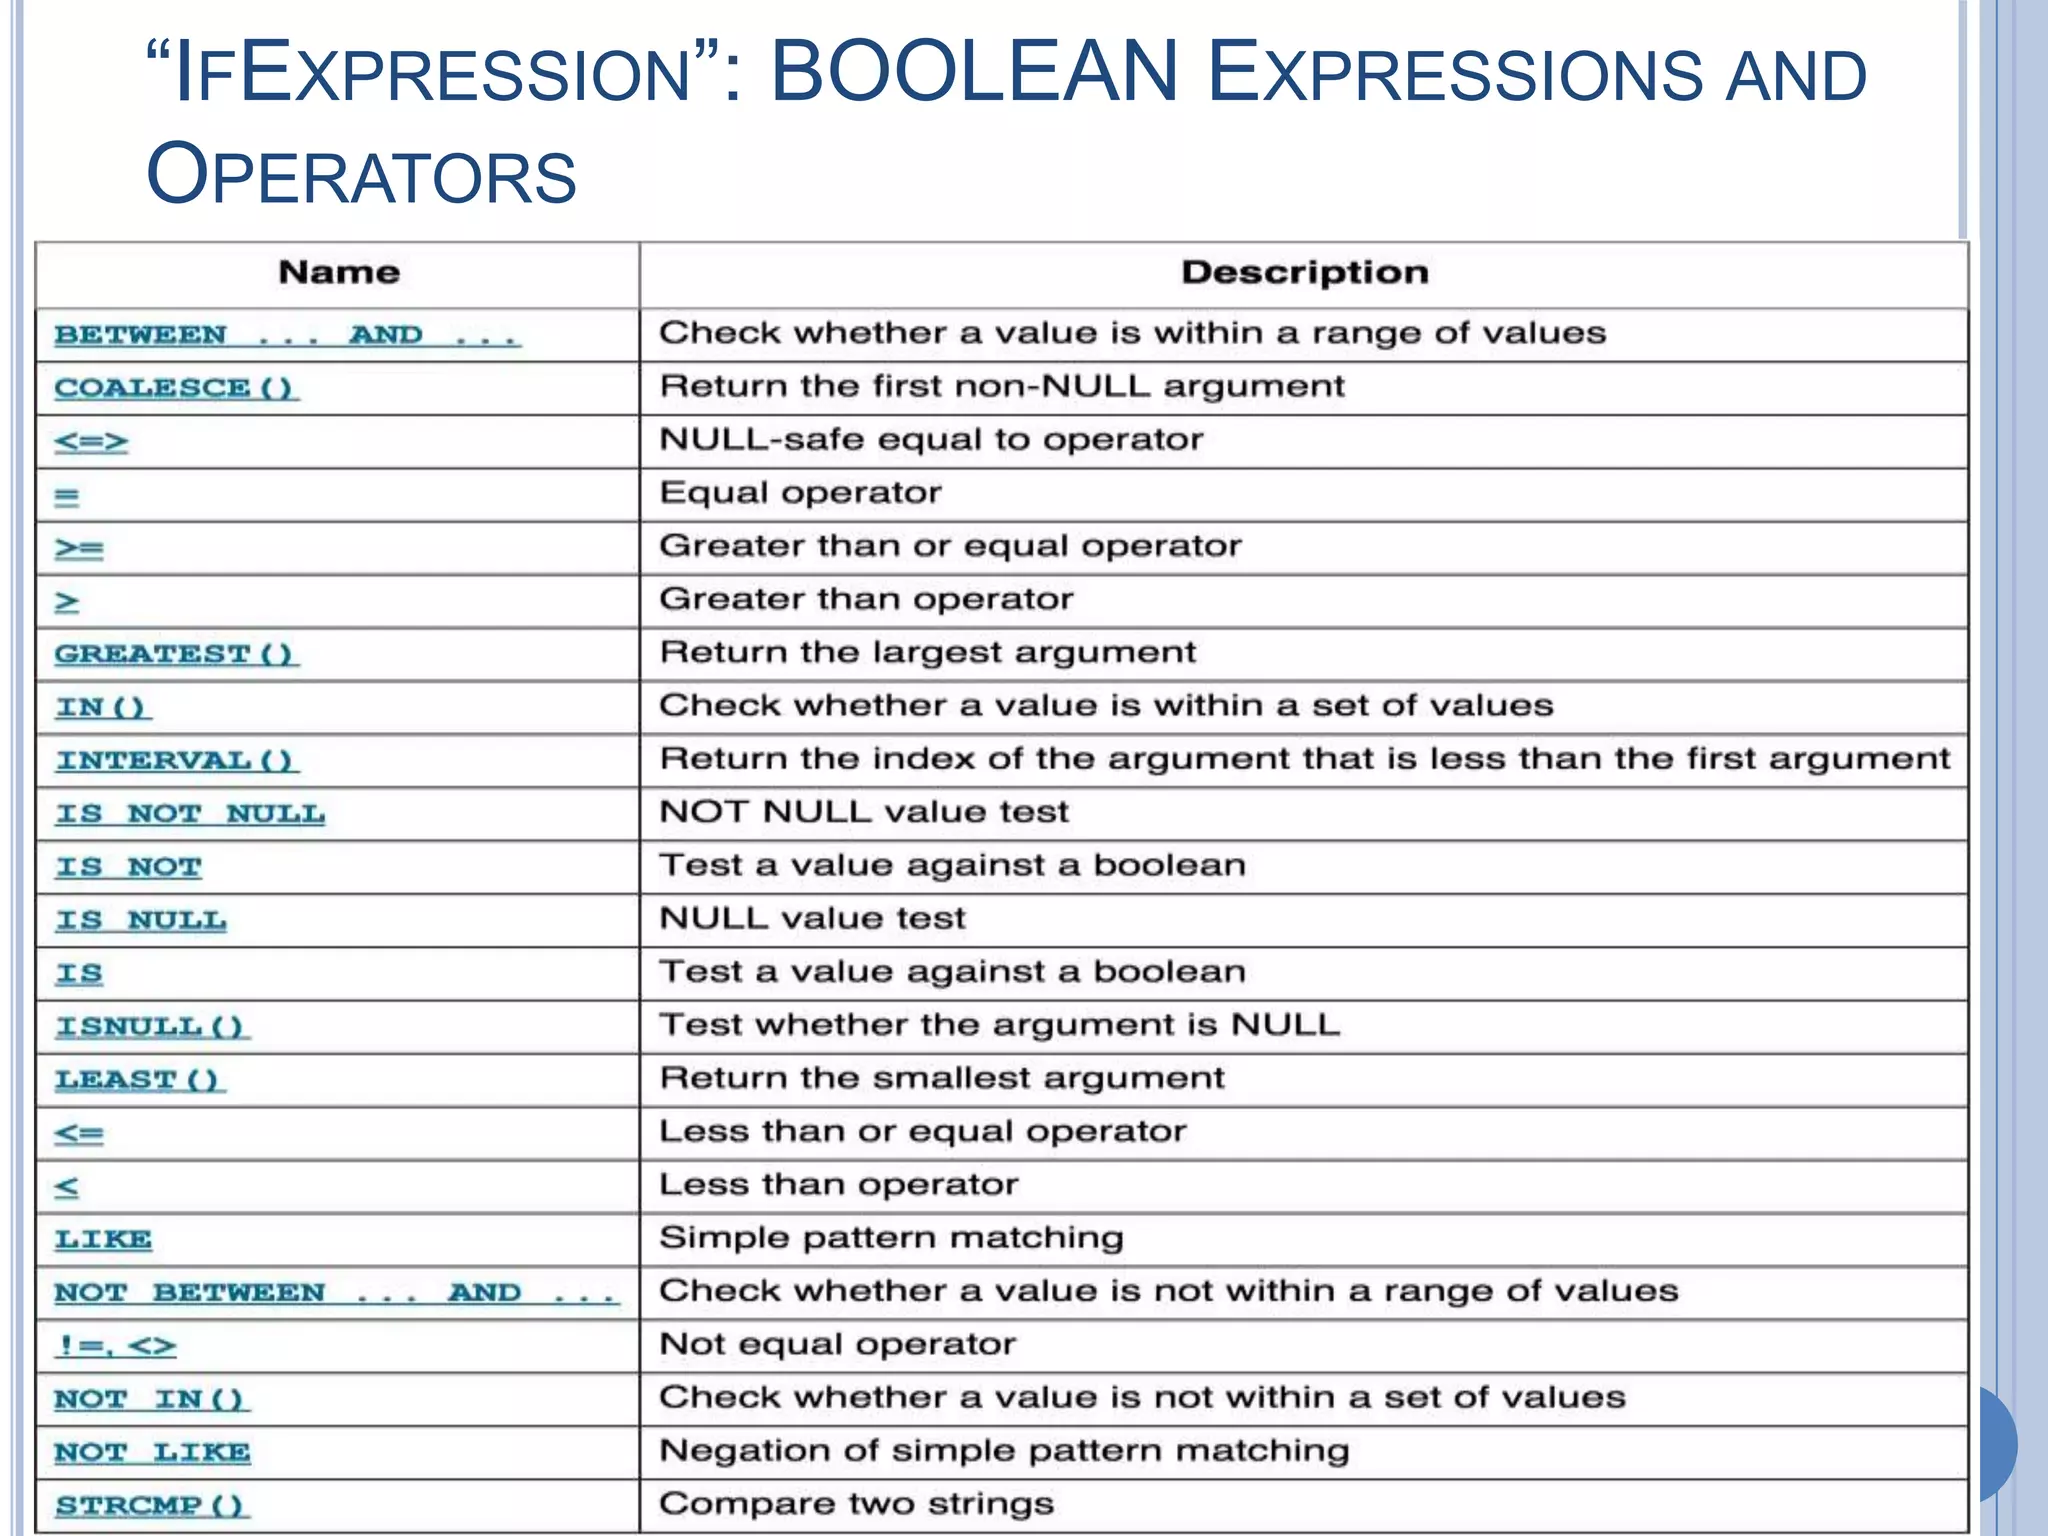 “IFEXPRESSION”: BOOLEAN EXPRESSIONS AND
OPERATORS
Name Description
BETWEEN ... AND ... Check whether a value is within a range of values
COALESCE() Return the first non-NULL argument
<=> NULL-safe equal to operator
= Equal operator
>= Greater than or equal operator
> Greater than operator
GREATEST() Return the largest argument
IN() Check whether a value is within a set of values
INTERVAL() Return the index of the argument that is less than the first argument
IS NOT NULL NOT NULL value test
IS NOT Test a value against a boolean
IS NULL NULL value test
IS Test a value against a boolean
ISNULL() Test whether the argument is NULL
LEAST() Return the smallest argument
<= Less than or equal operator
< Less than operator
LIKE Simple pattern matching
NOT BETWEEN ... AND ... Check whether a value is not within a range of values
!=, <> Not equal operator
NOT IN() Check whether a value is not within a set of values
NOT LIKE Negation of simple pattern matching
STRCMP() Compare two strings